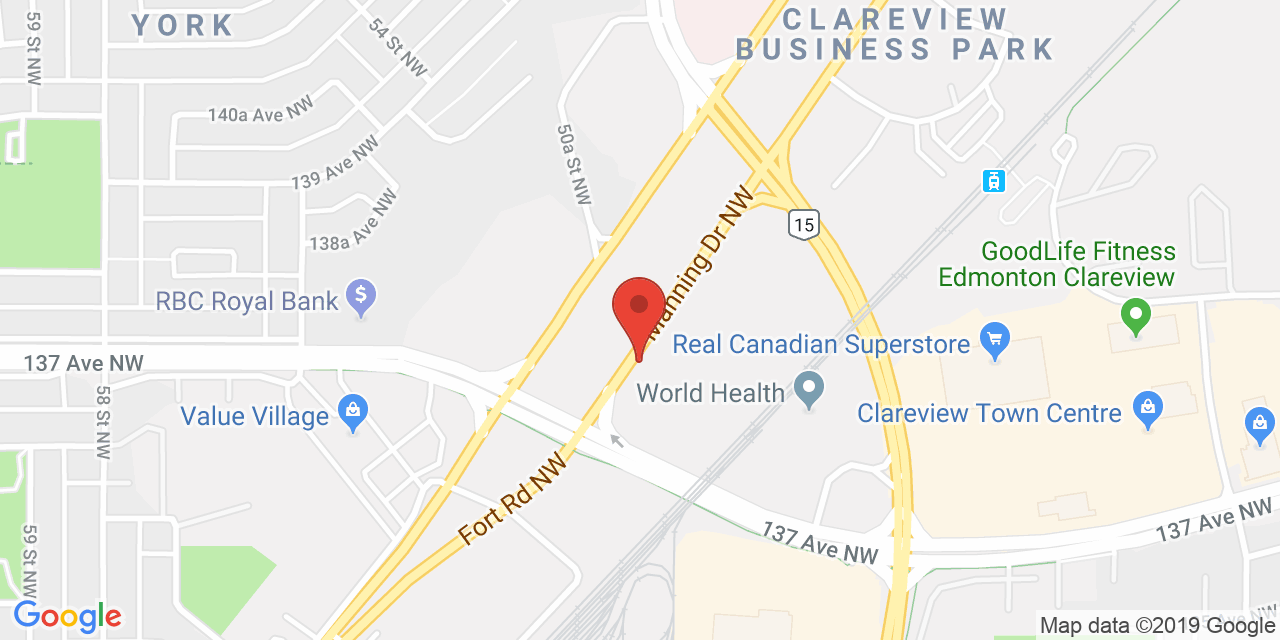 YORK
CLAREVIEW
BUSINESS PARK
59 St NW
54 St NW
140a Ave NW
50a St NW
139 Ave NW
138a Ave NW
Manning Dr NW
15
GoodLife Fitness
Edmonton Clareview
RBC Royal Bank
$
Real Canadian Superstore
137 Ave NW
World Health
58 St NW
Value Village
Clareview Town Centre
Fort Rd NW
137 Ave NW
137 Ave NW
59 St NW
Google
Map data ©2019 Google